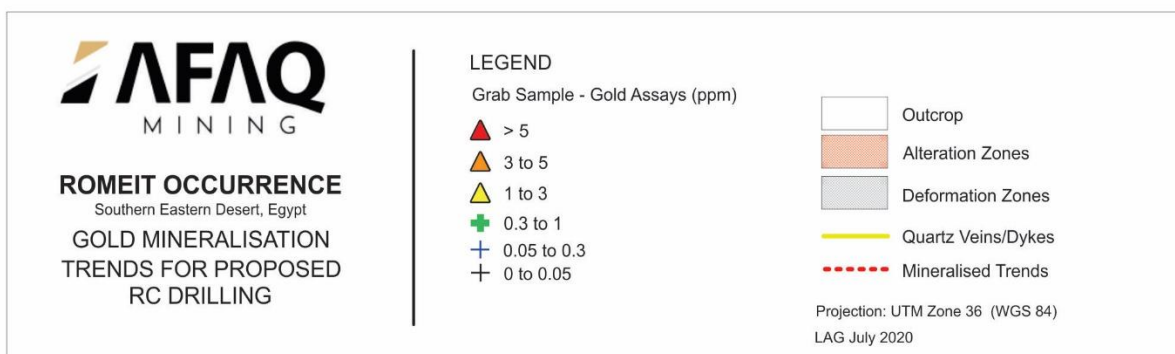 AFAQ
MINING
ROMEIT OCCURRENCE
Southern Eastern Desert, Egypt
GOLD MINERALISATION
TRENDS FOR PROPOSED
RC DRILLING
LEGEND
Grab Sample - Gold Assays (ppm)
> 5
3 to 5
1 to 3
0.3 to 1
0.05 to 0.3
0 to 0.05
Outcrop
Alteration Zones
Deformation Zones
Quartz Veins/Dykes
Mineralised Trends
Projection: UTM Zone 36 (WGS 84)
LAG July 2020